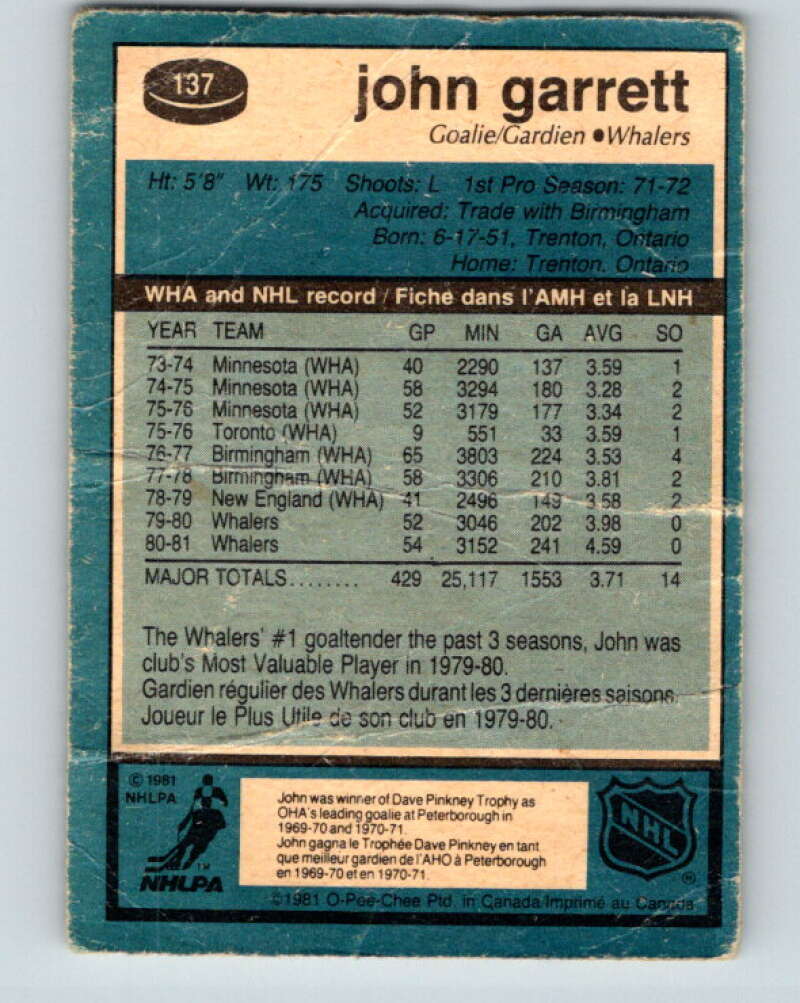 137
john garrett
Goalie/Gardien ● Whalers
Ht: 5'8" Wt: 175 Shoots: L 1st Pro Season: 71-72
Acquired: Trade with Birmingham
Born: 6-17-51, Trenton, Ontario
Home: Trenton, Ontario
WHA and NHL record / Fiche dans l'AMH et la LNH
YEAR TEAM GP MIN GA AVG SO
73-74 Minnesota (WHA) 40 2290 137 3.59 1
74-75 Minnesota (WHA) 58 3294 180 3.28 2
75-76 Minnesota (WHA) 52 3179 177 3.34 2
75-76 Toronto (WHA) 9 551 33 3.59 1
76-77 Birmingham (WHA) 65 3803 224 3.53 4
77-78 Birmingham (WHA) 58 3306 210 3.81 2
78-79 New England (WHA) 41 2496 149 3.58 2
79-80 Whalers 52 3046 202 3.98 0
80-81 Whalers 54 3152 241 4.59 0
MAJOR TOTALS........ 429 25,117 1553 3.71 14
The Whalers' #1 goaltender the past 3 seasons, John was
club's Most Valuable Player in 1979-80.
Gardien régulier des Whalers durant les 3 dernières saisons.
Joueur le Plus Utile de son club en 1979-80.
© 1981
NHLPA
TM
NHLPA
John was winner of Dave Pinkney Trophy as
OHA's leading goalie at Peterborough in
1969-70 and 1970-71.
John gagna le Trophée Dave Pinkney en tant
que meilleur gardien de l'AHO à Peterborough
en 1969-70 et en 1970-71.
NHL
®
©1981 O-Pee-Chee Ptd. in Canada/Imprimé au Canada